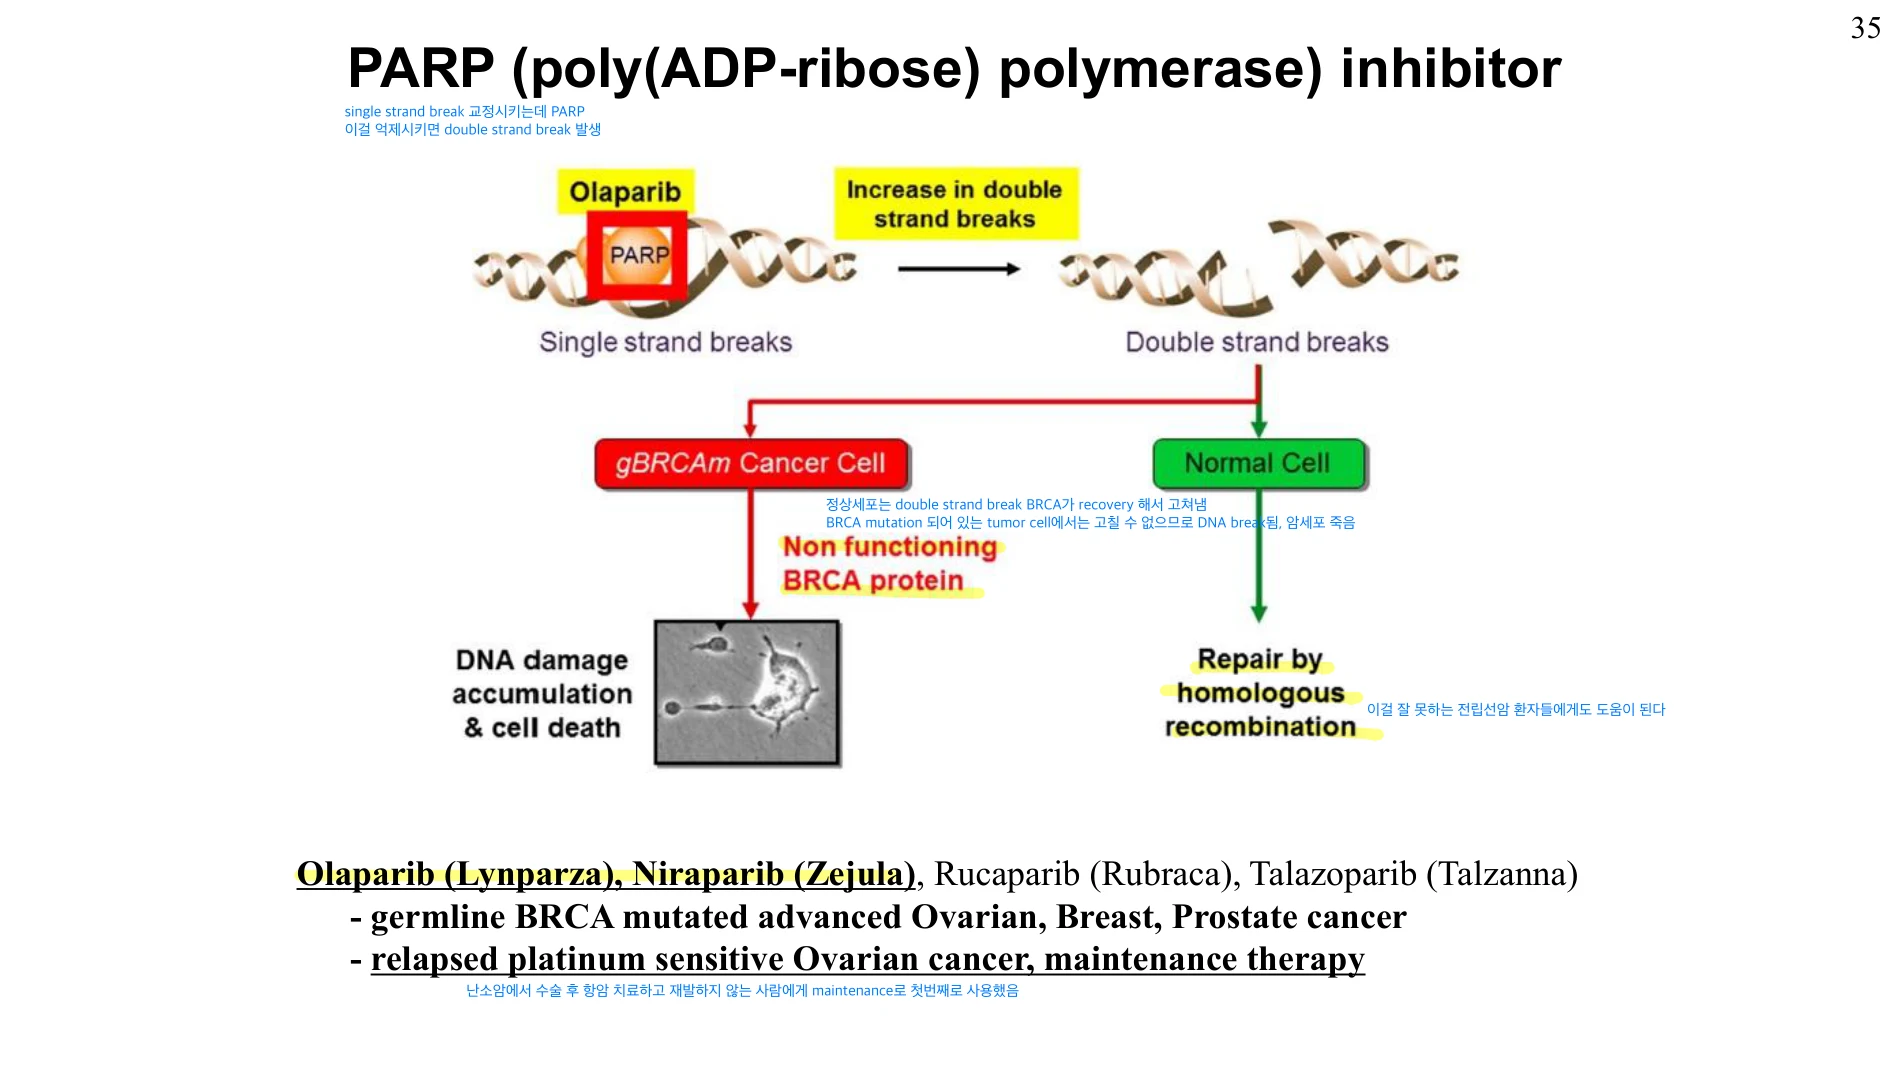 35
PARP (poly(ADP-ribose) polymerase) inhibitor
single strand break 교정시키는데 PARP
이걸 억제시키면 double strand break 발생
Olaparib
PARP
Increase in double
strand breaks
Single strand breaks
Double strand breaks
gBRCAm Cancer Cell
Normal Cell
정상세포는 double strand break BRCA가 recovery 해서 고쳐냄
BRCA mutation 되어 있는 tumor cell에서는 고칠 수 없으므로 DNA break됨, 암세포 죽음
Non functioning
BRCA protein
DNA damage
accumulation
& cell death
Repair by
homologous
recombination
이걸 잘 못하는 전립선암 환자들에게도 도움이 된다
Olaparib (Lynparza), Niraparib (Zejula), Rucaparib (Rubraca), Talazoparib (Talzanna)
- germline BRCA mutated advanced Ovarian, Breast, Prostate cancer
- relapsed platinum sensitive Ovarian cancer, maintenance therapy
난소암에서 수술 후 항암 치료하고 재발하지 않는 사람에게 maintenance로 첫번째로 사용했음